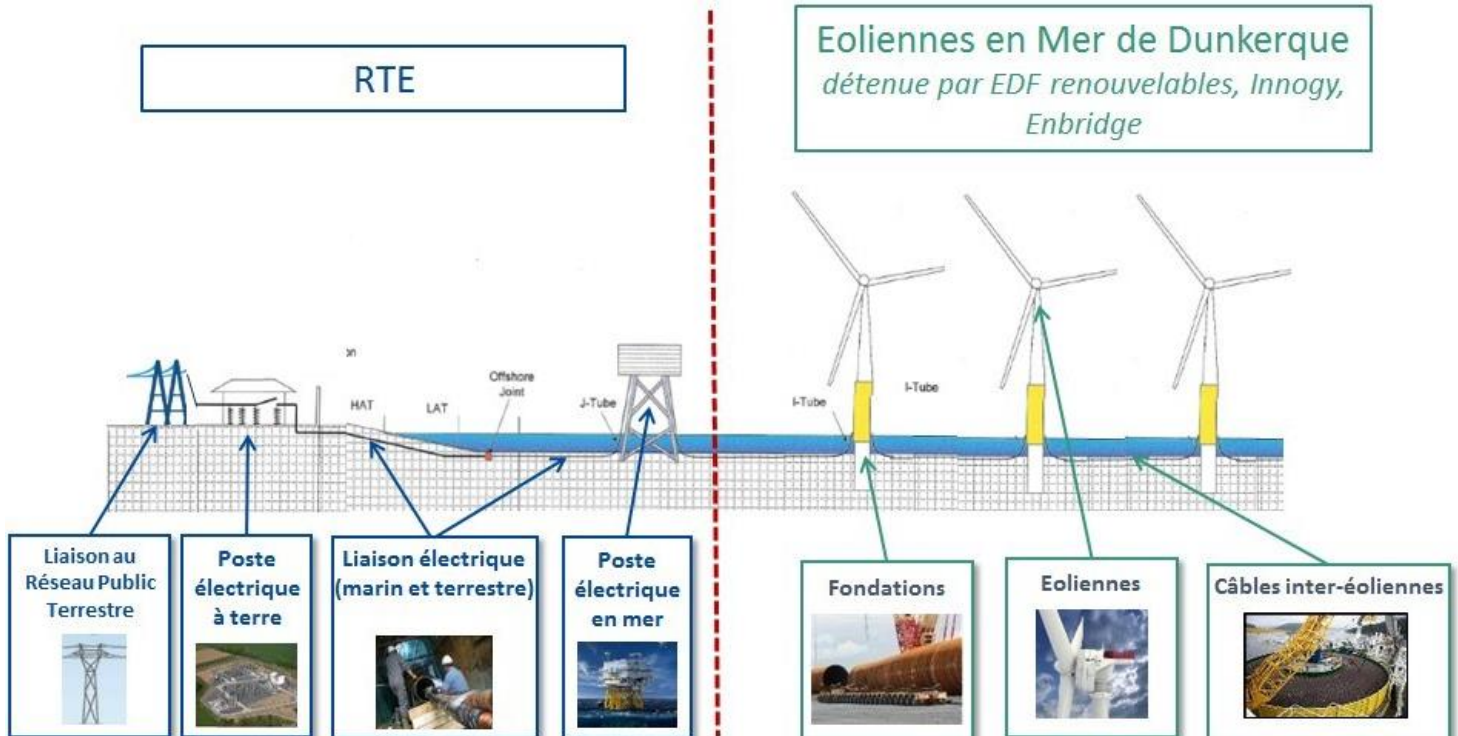 RTE
Eoliennes en Mer de Dunkerque
détenue par EDF renouvelables, Innogy,
Enbridge
on
HAT
LAT
Offshore
Joint
J-Tube
I-Tube
I-Tube
Liaison au
Réseau Public
Terrestre
Poste
électrique
à terre
Liaison électrique
(marin et terrestre)
Poste
électrique
en mer
Fondations
Eoliennes
Câbles inter-éoliennes